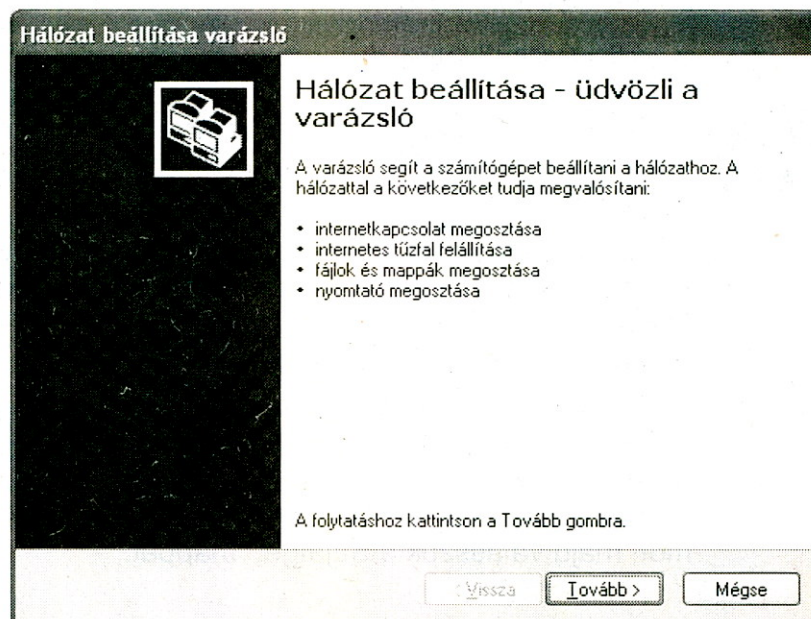 Hálózat beállítása varázsló
Hálózat beállítása - üdvözli a
varázsló
A varázsló segít a számítógépet beállítani a hálózathoz. A
hálózattal a következőket tudja megvalósítani:
• internetkapcsolat megosztása
• internetes tűzfal felállítása
• fájlok és mappák megosztása
• nyomtató megosztása
A folytatáshoz kattintson a Tovább gombra.
Vissza
Tovább >
Mégse